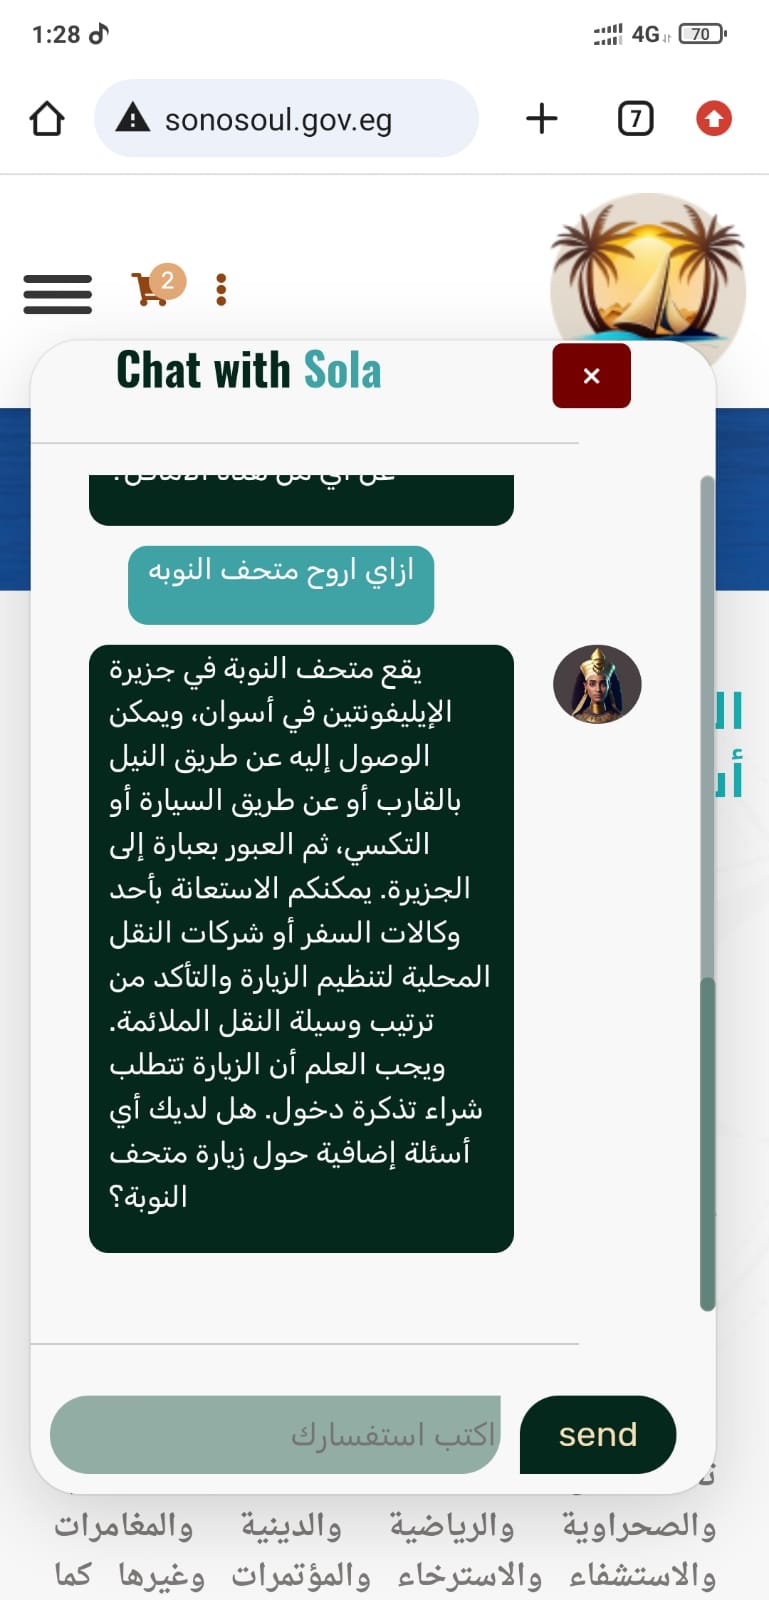 1:28
4G
70
sonosoul.gov.eg
7
2
Chat with Sola
×
ازاي اروح متحف النوبه
يقع متحف النوبة في جزيرة
الإيليفونتين في أسوان، ويمكن
الوصول إليه عن طريق النيل
بالقارب أو عن طريق السيارة أو
التكسي، ثم العبور بعبارة إلى
الجزيرة. يمكنكم الاستعانة بأحد
وكالات السفر أو شركات النقل
المحلية لتنظيم الزيارة والتأكد من
ترتيب وسيلة النقل الملائمة.
ويجب العلم أن الزيارة تتطلب
شراء تذكرة دخول. هل لديك أي
أسئلة إضافية حول زيارة متحف
النوبة؟
اكتب استفسارك
send
والصحراوية والرياضية والدينية والمغامرات
والاستشفاء والاسترخاء والمؤتمرات وغيرها كما